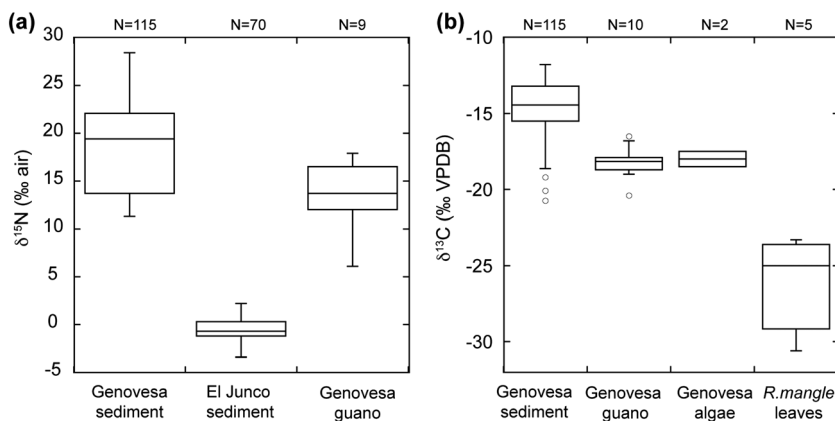 (a)
N=115 N=70 N=9
30
25
20
15
10
5
0
-5
δ15N (‰ air)
Genovesa sediment
El Junco sediment
Genovesa guano
(b)
N=115 N=10 N=2 N=5
-10
-15
-20
-25
-30
δ13C (‰ VPDB)
Genovesa sediment
Genovesa guano
Genovesa algae
R.mangle leaves